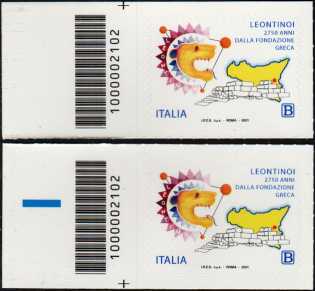 1000002102
LEONTINOI
2750 ANNI
DALLA FONDAZIONE
GRECA
ITALIA
B
I.P.Z.S. S.p.A. - ROMA - 2021
1000002102
LEONTINOI
2750 ANNI
DALLA FONDAZIONE
GRECA
ITALIA
B
I.P.Z.S. S.p.A. - ROMA - 2021